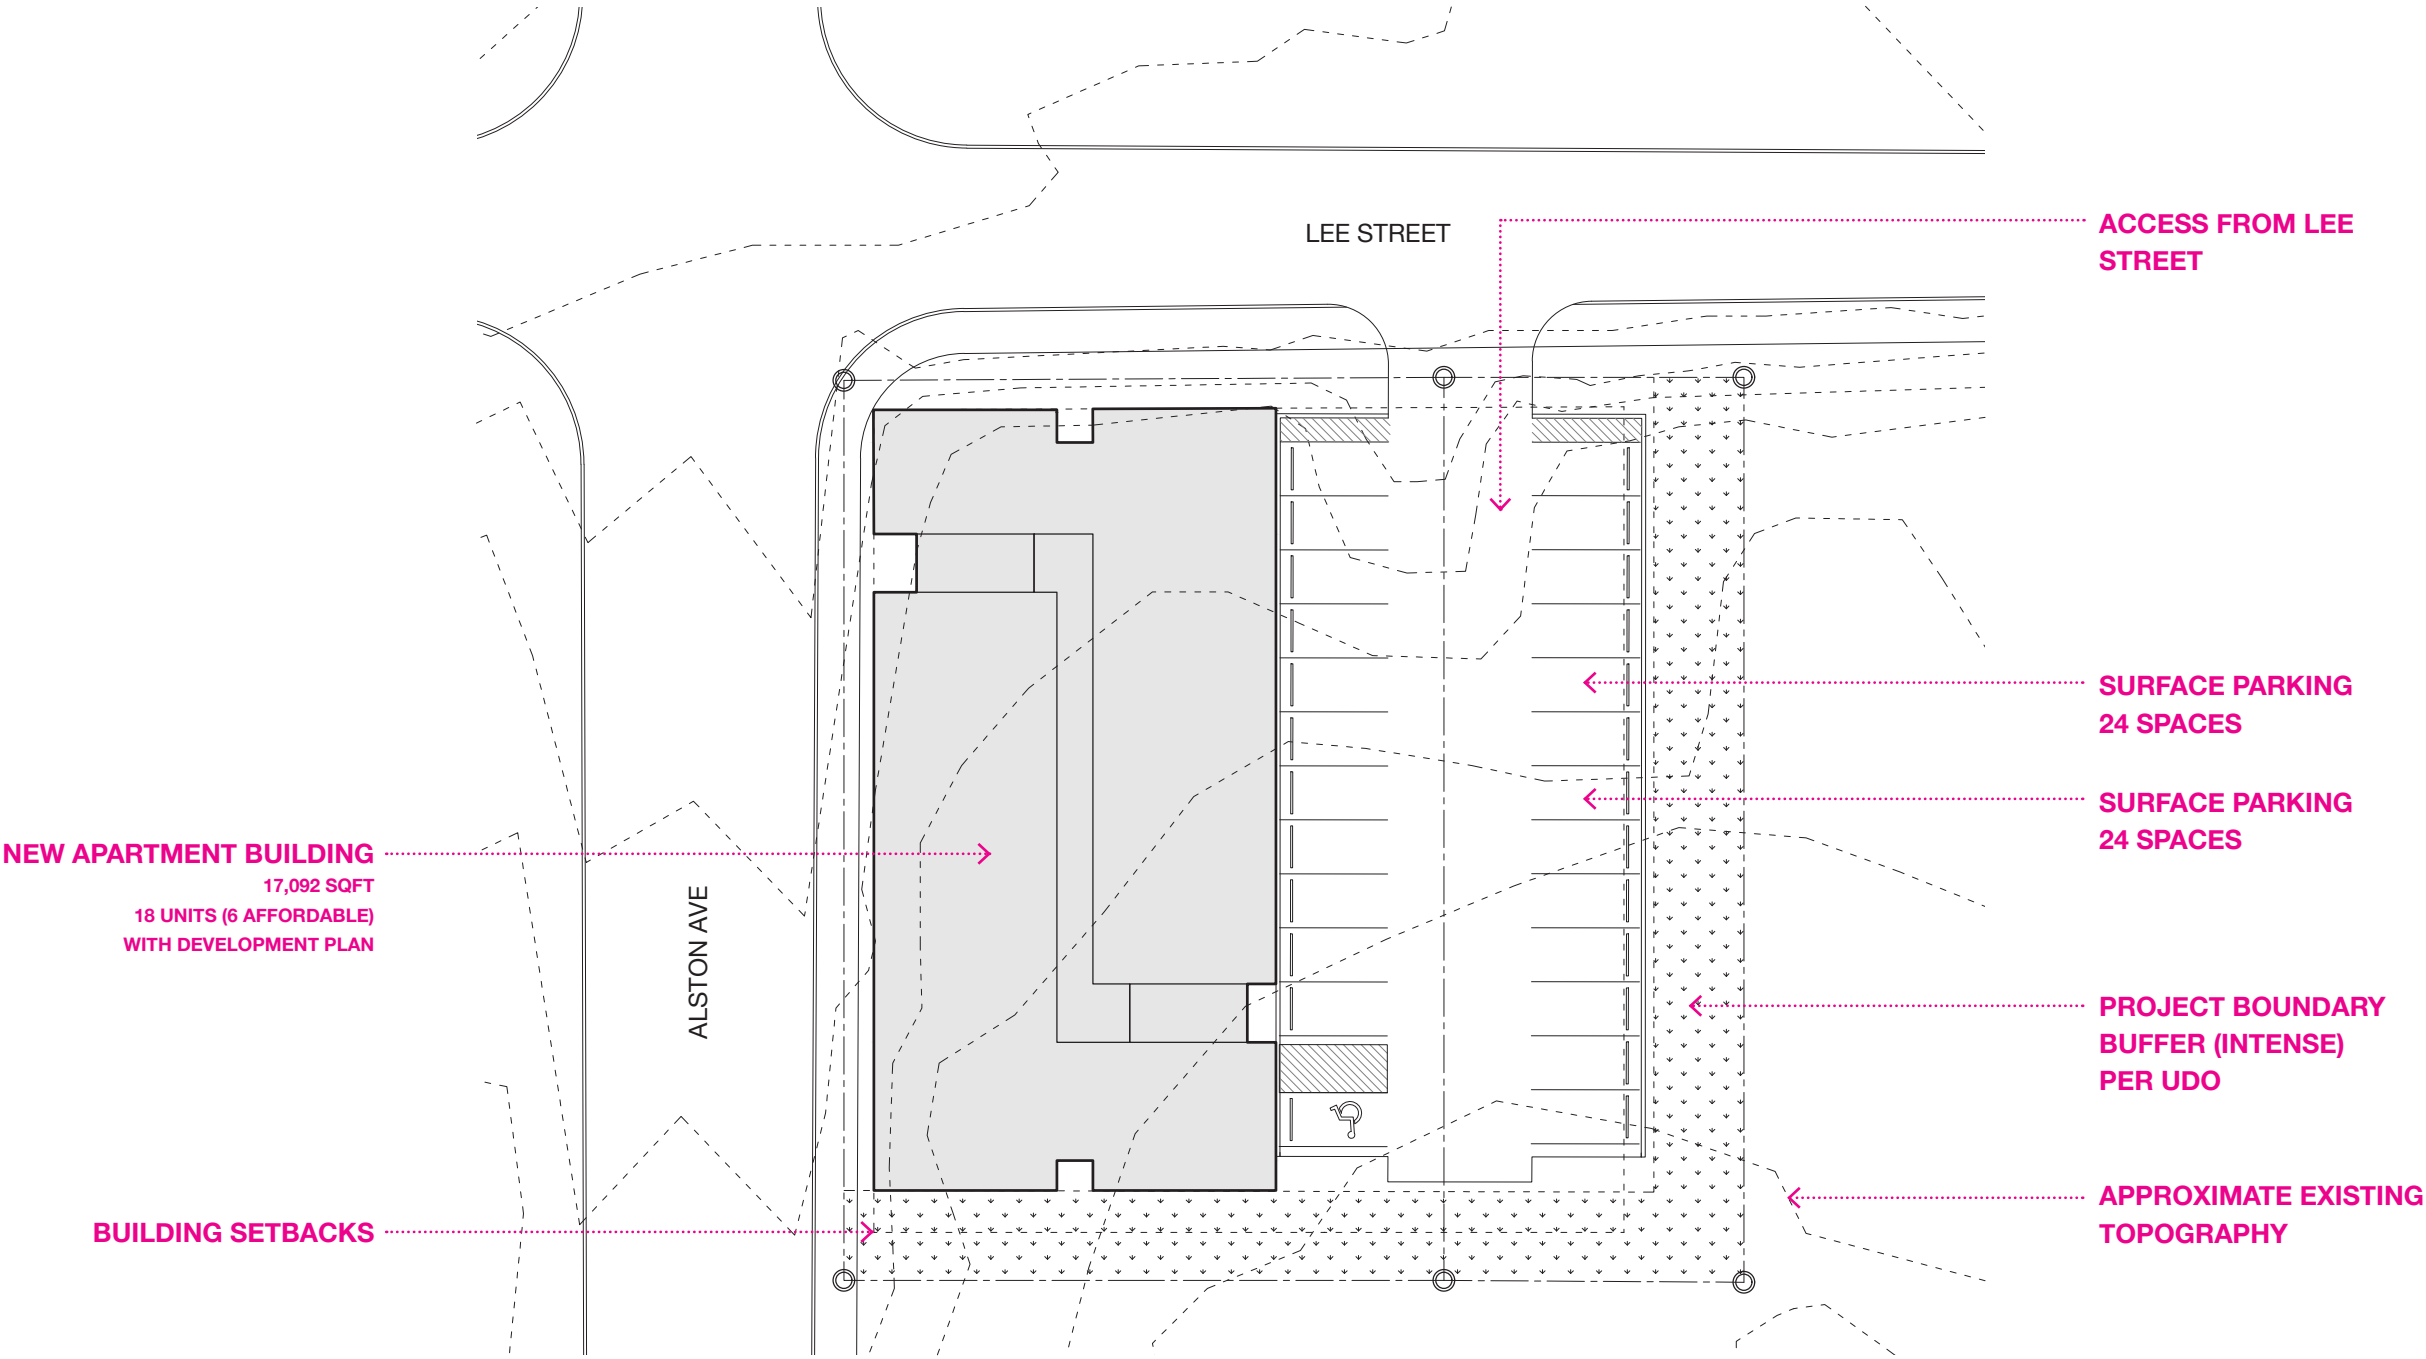 LEE STREET
ACCESS FROM LEE
STREET
SURFACE PARKING
24 SPACES
SURFACE PARKING
24 SPACES
NEW APARTMENT BUILDING
17,092 SQFT
18 UNITS (6 AFFORDABLE)
WITH DEVELOPMENT PLAN
ALSTON AVE
PROJECT BOUNDARY
BUFFER (INTENSE)
PER UDO
BUILDING SETBACKS
APPROXIMATE EXISTING
TOPOGRAPHY